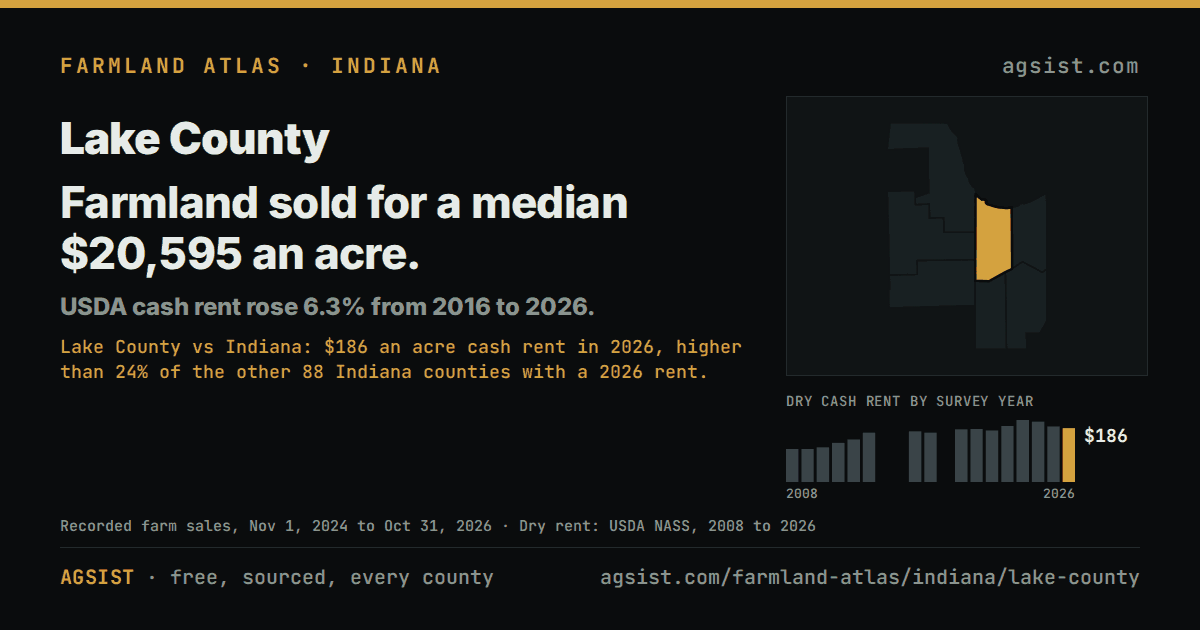 FARMLAND ATLAS · INDIANA
agsist.com
Lake County
Farmland sold for a median
$20,595 an acre.
USDA cash rent rose 6.3% from 2016 to 2026.
Lake County vs Indiana: $186 an acre cash rent in 2026, higher
than 24% of the other 88 Indiana counties with a 2026 rent.
DRY CASH RENT BY SURVEY YEAR
$186
2008
2026
Recorded farm sales, Nov 1, 2024 to Oct 31, 2026 · Dry rent: USDA NASS, 2008 to 2026
AGSIST · free, sourced, every county
agsist.com/farmland-atlas/indiana/lake-county